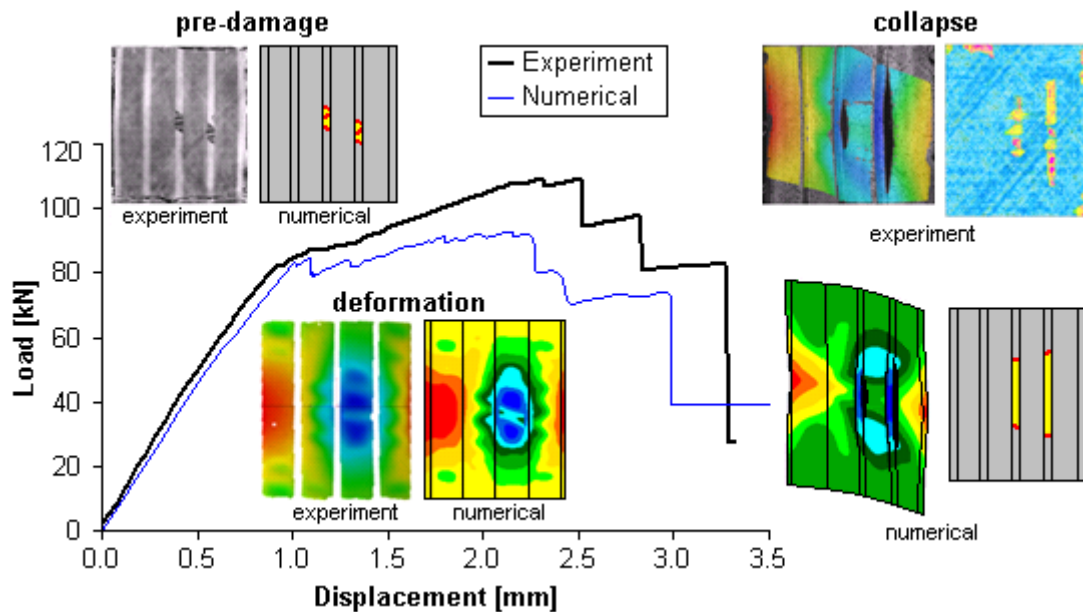 pre-damage
collapse
experiment
numerical
Experiment
Numerical
experiment
deformation
experiment
numerical
numerical
Load [kN]
120
100
80
60
40
20
0
0.0 0.5 1.0 1.5 2.0 2.5 3.0 3.5
Displacement [mm]